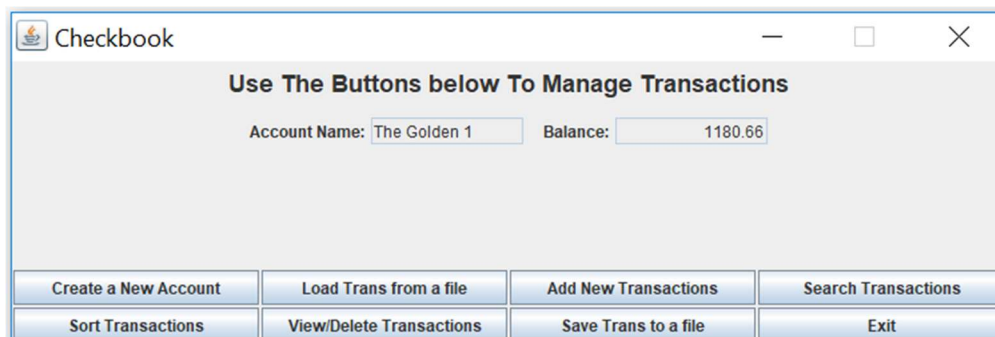 Checkbook
Use The Buttons below To Manage Transactions
Account Name: The Golden 1 Balance: 1180.66
Create a New Account Load Trans from a file Add New Transactions Search Transactions
Sort Transactions View/Delete Transactions Save Trans to a file Exit